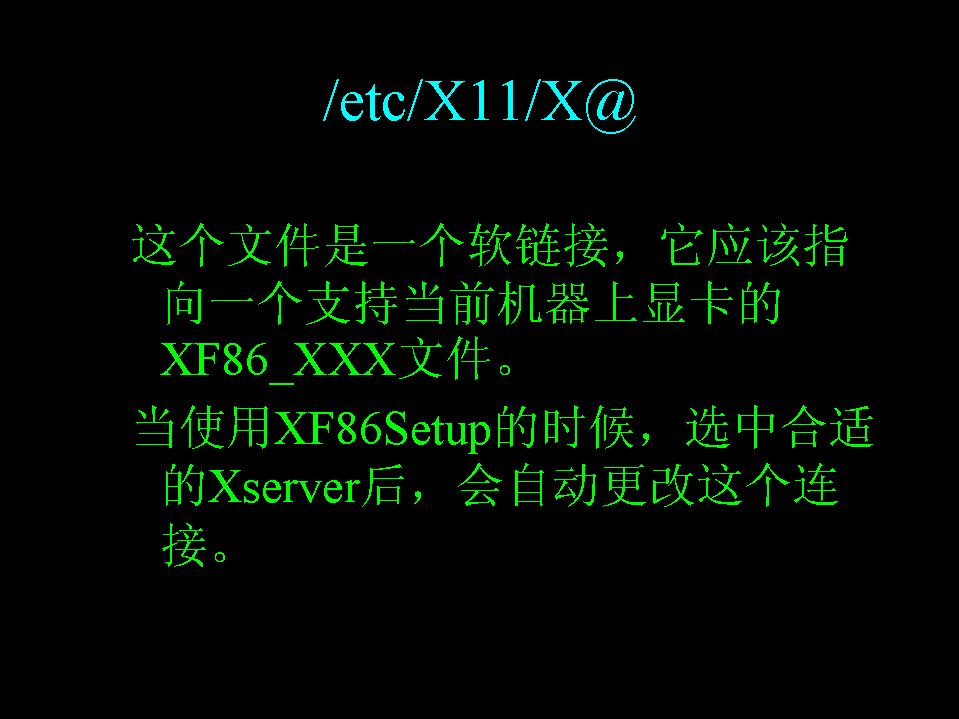 /etc/X11/X@
这个文件是一个软链接，它应该指
向一个支持当前机器上显卡的
XF86_XXX文件。
当使用XF86Setup的时候，选中合适
的Xserver后，会自动更改这个连
接。